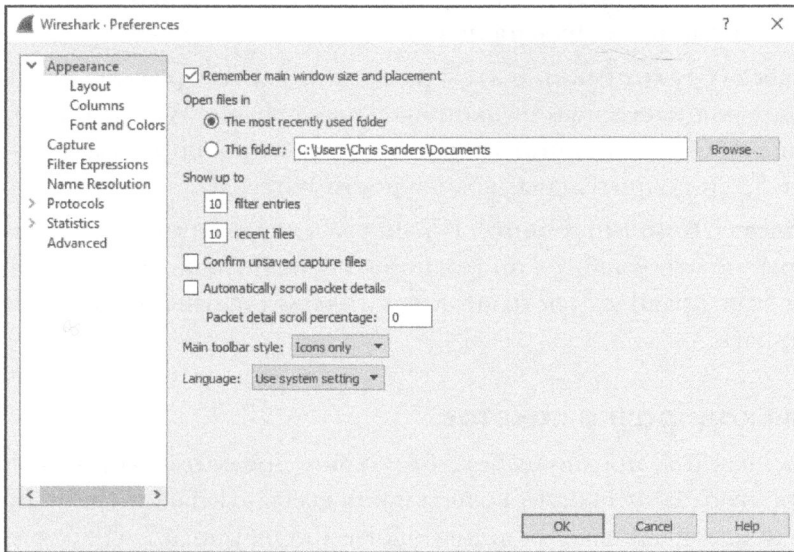 Wireshark · Preferences
Appearance
Layout
Columns
Font and Colors
Capture
Filter Expressions
Name Resolution
Protocols
Statistics
Advanced
Remember main window size and placement
Open files in
The most recently used folder
This folder: C:\Users\Chris Sanders\Documents Browse...
Show up to
10 filter entries
10 recent files
Confirm unsaved capture files
Automatically scroll packet details
Packet detail scroll percentage: 0
Main toolbar style: Icons only
Language: Use system setting
OK Cancel Help